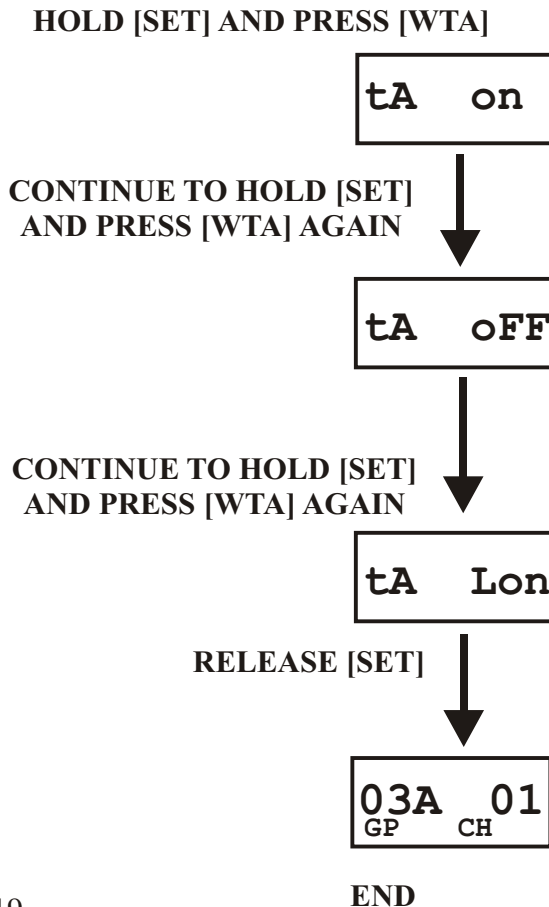 HOLD [SET] AND PRESS [WTA]
tA on
CONTINUE TO HOLD [SET]
AND PRESS [WTA] AGAIN
tA oFF
CONTINUE TO HOLD [SET]
AND PRESS [WTA] AGAIN
tA Lon
RELEASE [SET]
03A 01
GP CH
END